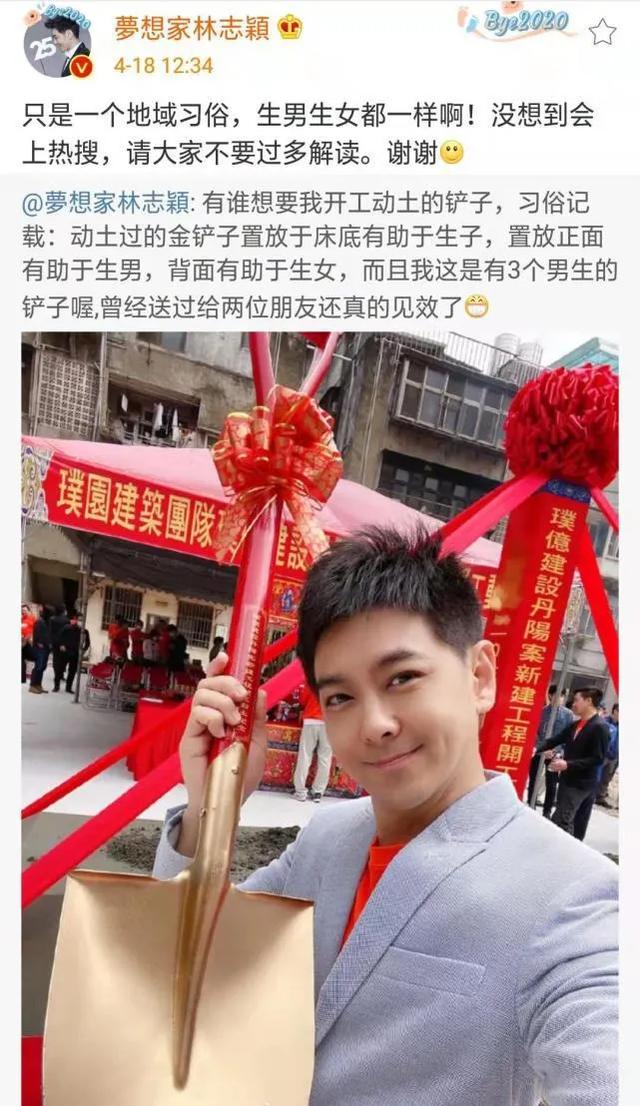 Bye2020
夢想家林志穎
4-18 12:34
Bye2020
25
只是一个地域习俗，生男生女都一样啊！没想到会
上热搜，请大家不要过多解读。谢谢
@夢想家林志穎: 有谁想要我开工动土的铲子，习俗记
载：动土过的金铲子置放于床底有助于生子，置放正面
有助于生男，背面有助于生女，而且我这是有3个男生的
铲子喔,曾经送过给两位朋友还真的见效了
璞園建築團隊
建設
璞億建設丹陽案新建工程開工